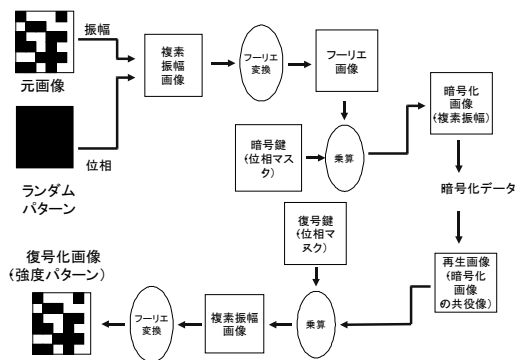 振幅
元画像
位相
ランダム
パターン
複素
振幅
画像
フーリエ
変換
フーリエ
画像
暗号鍵
(位相マス
ク)
乗算
暗号化
画像
(複素振幅)
暗号化データ
復号鍵
(位相マ
スク)
再生画像
(暗号化
画像
の共役像)
乗算
複素振幅
画像
フーリエ
変換
復号化画像
(強度パターン)